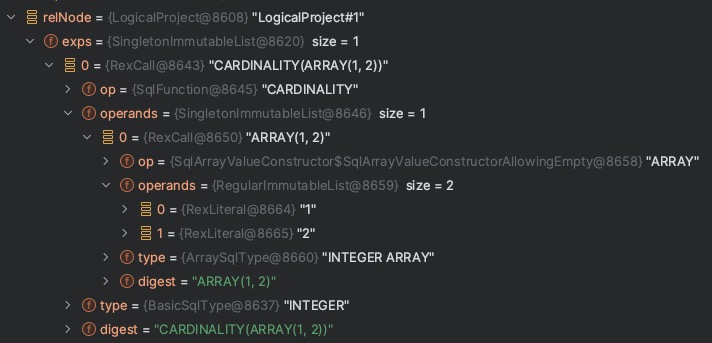 relNode = {LogicalProject@8608} "LogicalProject#1"
f exps = {SingletonImmutableList@8620} size = 1
0 = {RexCall@8643} "CARDINALITY(ARRAY(1, 2))"
f op = {SqlFunction@8645} "CARDINALITY"
f operands = {SingletonImmutableList@8646} size = 1
0 = {RexCall@8650} "ARRAY(1, 2)"
f op = {SqlArrayValueConstructor$SqlArrayValueConstructorAllowingEmpty@8658} "ARRAY"
f operands = {RegularImmutableList@8659} size = 2
0 = {RexLiteral@8664} "1"
1 = {RexLiteral@8665} "2"
f type = {ArraySqlType@8660} "INTEGER ARRAY"
f digest = "ARRAY(1, 2)"
f type = {BasicSqlType@8637} "INTEGER"
f digest = "CARDINALITY(ARRAY(1, 2))"